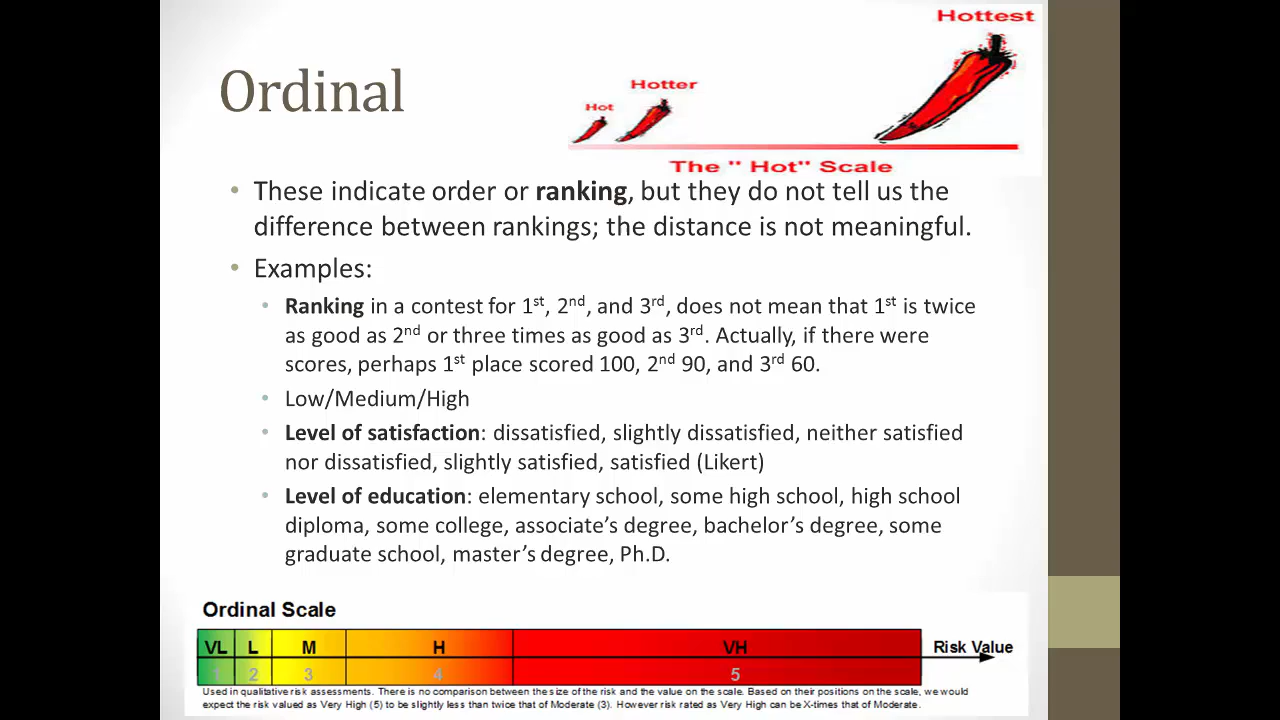 Hottest
Hotter
Hot
Ordinal
The " Hot" Scale
• These indicate order or ranking, but they do not tell us the
difference between rankings; the distance is not meaningful.
• Examples:
• Ranking in a contest for 1st, 2nd, and 3rd, does not mean that 1st is twice
as good as 2nd or three times as good as 3rd. Actually, if there were
scores, perhaps 1st place scored 100, 2nd 90, and 3rd 60.
• Low/Medium/High
• Level of satisfaction: dissatisfied, slightly dissatisfied, neither satisfied
nor dissatisfied, slightly satisfied, satisfied (Likert)
• Level of education: elementary school, some high school, high school
diploma, some college, associate’s degree, bachelor’s degree, some
graduate school, master’s degree, Ph.D.
Ordinal Scale
VL L M H VH Risk Value
1 2 3 4 5
Used in qualitative risk assessments. There is no comparison between the size of the risk and the value on the scale. Based on their positions on the scale, we would
expect the risk valued as Very High (5) to be slightly less than twice that of Moderate (3). However risk rated as Very High can be X-times that of Moderate.